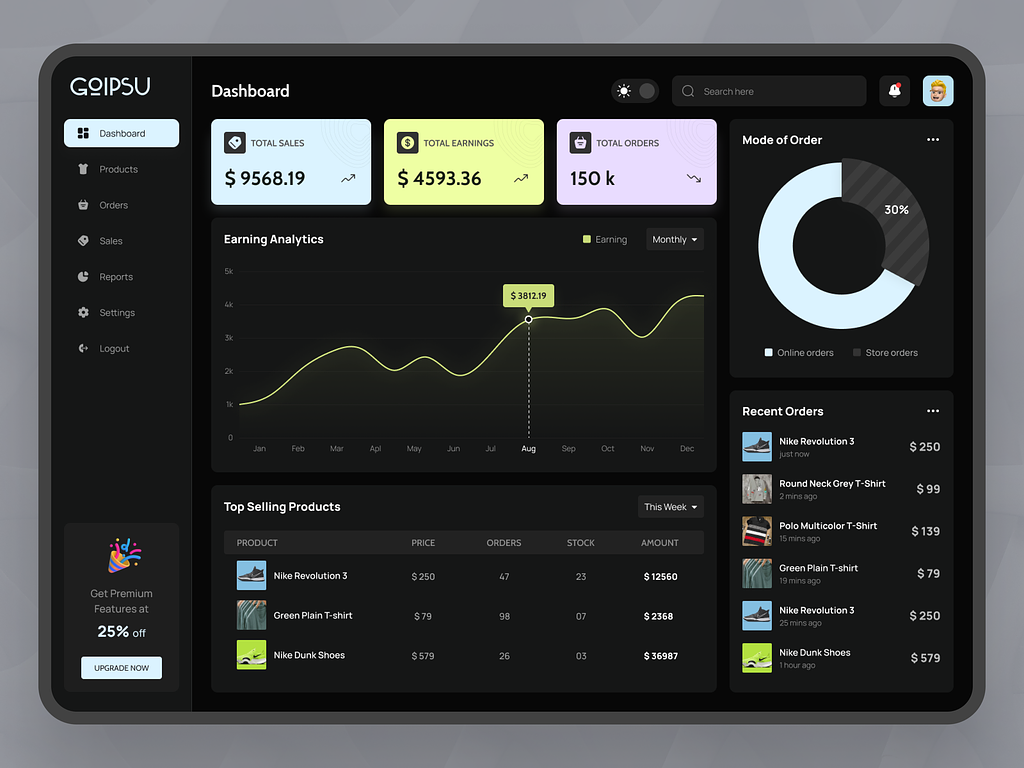 GOIPSU
Dashboard
Products
Orders
Sales
Reports
Settings
Logout
Get Premium
Features at
25% off
UPGRADE NOW
Dashboard
Search here
TOTAL SALES
$ 9568.19
TOTAL EARNINGS
$ 4593.36
TOTAL ORDERS
150 k
Earning Analytics
Earning
Monthly
5k
4k
3k
2k
1k
0
$ 3812.19
Jan Feb Mar Apl May Jun Jul Aug Sep Oct Nov Dec
Top Selling Products
This Week
PRODUCT PRICE ORDERS STOCK AMOUNT
Nike Revolution 3 $ 250 47 23 $ 12560
Green Plain T-shirt $ 79 98 07 $ 2368
Nike Dunk Shoes $ 579 26 03 $ 36987
Mode of Order
30%
Online orders
Store orders
Recent Orders
Nike Revolution 3
just now
$ 250
Round Neck Grey T-Shirt
2 mins ago
$ 99
Polo Multicolor T-Shirt
15 mins ago
$ 139
Green Plain T-shirt
19 mins ago
$ 79
Nike Revolution 3
25 mins ago
$ 250
Nike Dunk Shoes
1 hour ago
$ 579